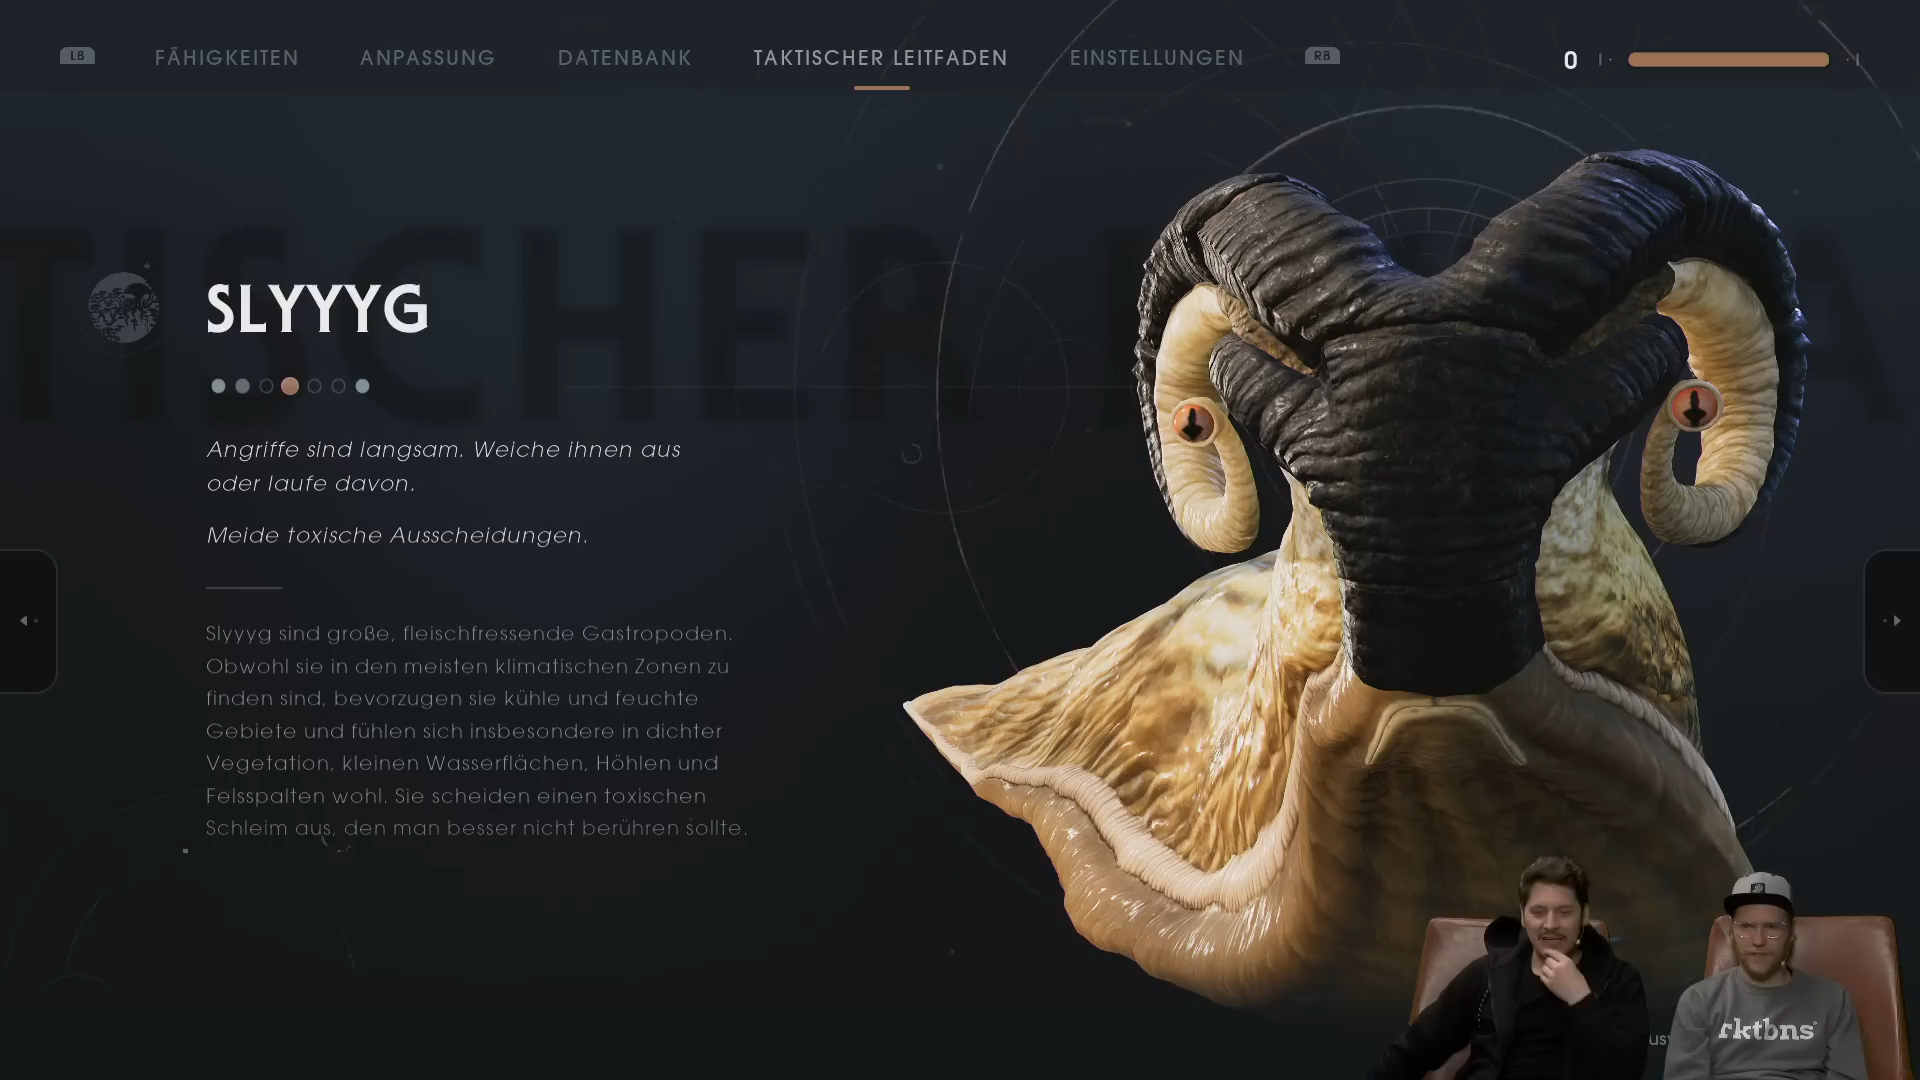 LB
FÄHIGKEITEN
ANPASSUNG
DATENBANK
TAKTISCHER LEITFADEN
EINSTELLUNGEN
RB
0
SLYYYG
Angriffe sind langsam. Weiche ihnen aus
oder laufe davon.
Meide toxische Ausscheidungen.
Slyyyg sind große, fleischfressende Gastropoden.
Obwohl sie in den meisten klimatischen Zonen zu
finden sind, bevorzugen sie kühle und feuchte
Gebiete und fühlen sich insbesondere in dichter
Vegetation, kleinen Wasserflächen, Höhlen und
Felsspalten wohl. Sie scheiden einen toxischen
Schleim aus, den man besser nicht berühren sollte.
rktbns